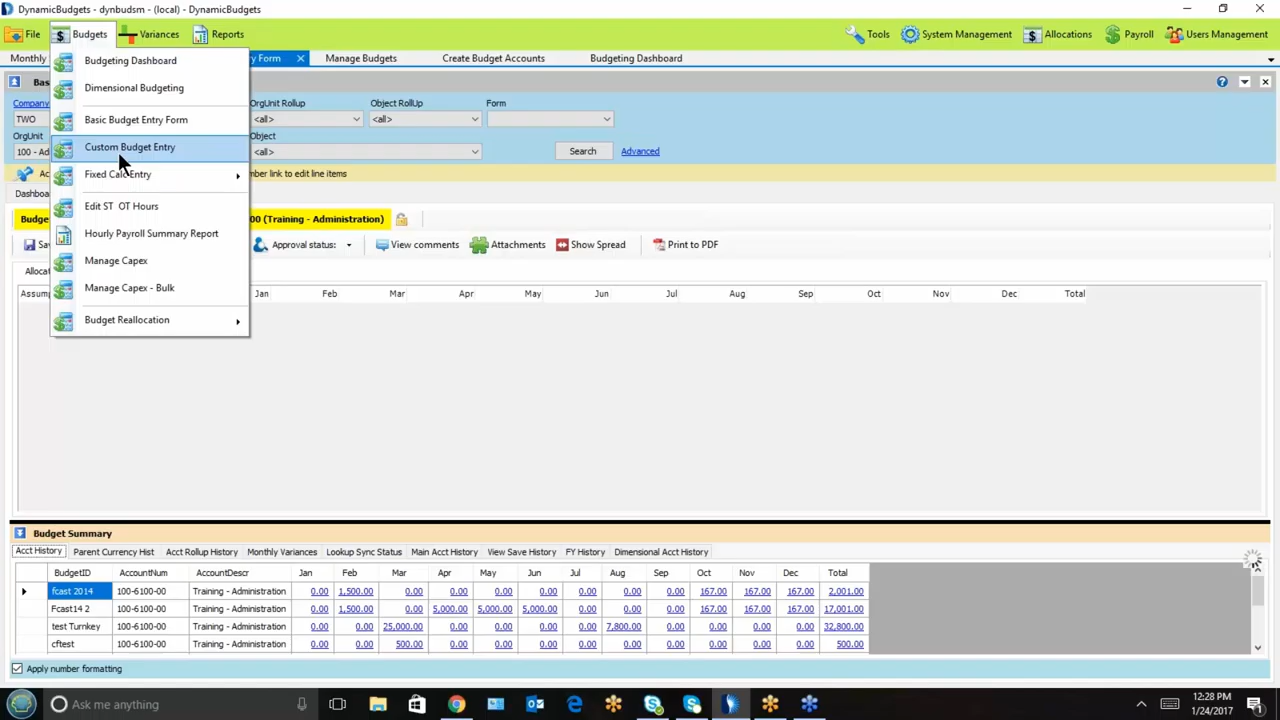 DynamicBudgets - dynbudsm - (local) - DynamicBudgets
File Budgets Variances Reports Tools System Management Allocations Payroll Users Management
Monthly ry Form Manage Budgets Create Budget Accounts Budgeting Dashboard
Budgeting Dashboard
Dimensional Budgeting
Basic Budget Entry Form
Custom Budget Entry
Fixed Calc Entry
Edit ST OT Hours
Hourly Payroll Summary Report
Manage Capex
Manage Capex - Bulk
Budget Reallocation
Bas
Company OrgUnit Rollup Object RollUp Form
TWO <all> <all>
OrgUnit Object
100 - Ad <all> Search Advanced
Ac mber link to edit line items
Dashboa
Budge 00 (Training - Administration)
Sav Approval status: View comments Attachments Show Spread Print to PDF
Allocat
Assump Jan Feb Mar Apr May Jun Jul Aug Sep Oct Nov Dec Total
Budget Summary
Acct History Parent Currency Hist Acct Rollup History Monthly Variances Lookup Sync Status Main Acct History View Save History FY History Dimensional Acct History
BudgetID AccountNum AccountDescr Jan Feb Mar Apr May Jun Jul Aug Sep Oct Nov Dec Total
fcast 2014 100-6100-00 Training - Administration 0.00 1,500.00 0.00 0.00 0.00 0.00 0.00 0.00 0.00 167.00 167.00 167.00 2,001.00
Fcast14 2 100-6100-00 Training - Administration 0.00 1,500.00 0.00 5,000.00 5,000.00 5,000.00 0.00 0.00 0.00 167.00 167.00 167.00 17,001.00
test Turnkey 100-6100-00 Training - Administration 0.00 0.00 25,000.00 0.00 0.00 0.00 0.00 7,800.00 0.00 0.00 0.00 0.00 32,800.00
cftest 100-6100-00 Training - Administration 0.00 0.00 500.00 0.00 0.00 0.00 0.00 0.00 0.00 0.00 0.00 0.00 500.00
Apply number formatting
Ask me anything
12:28 PM
1/24/2017